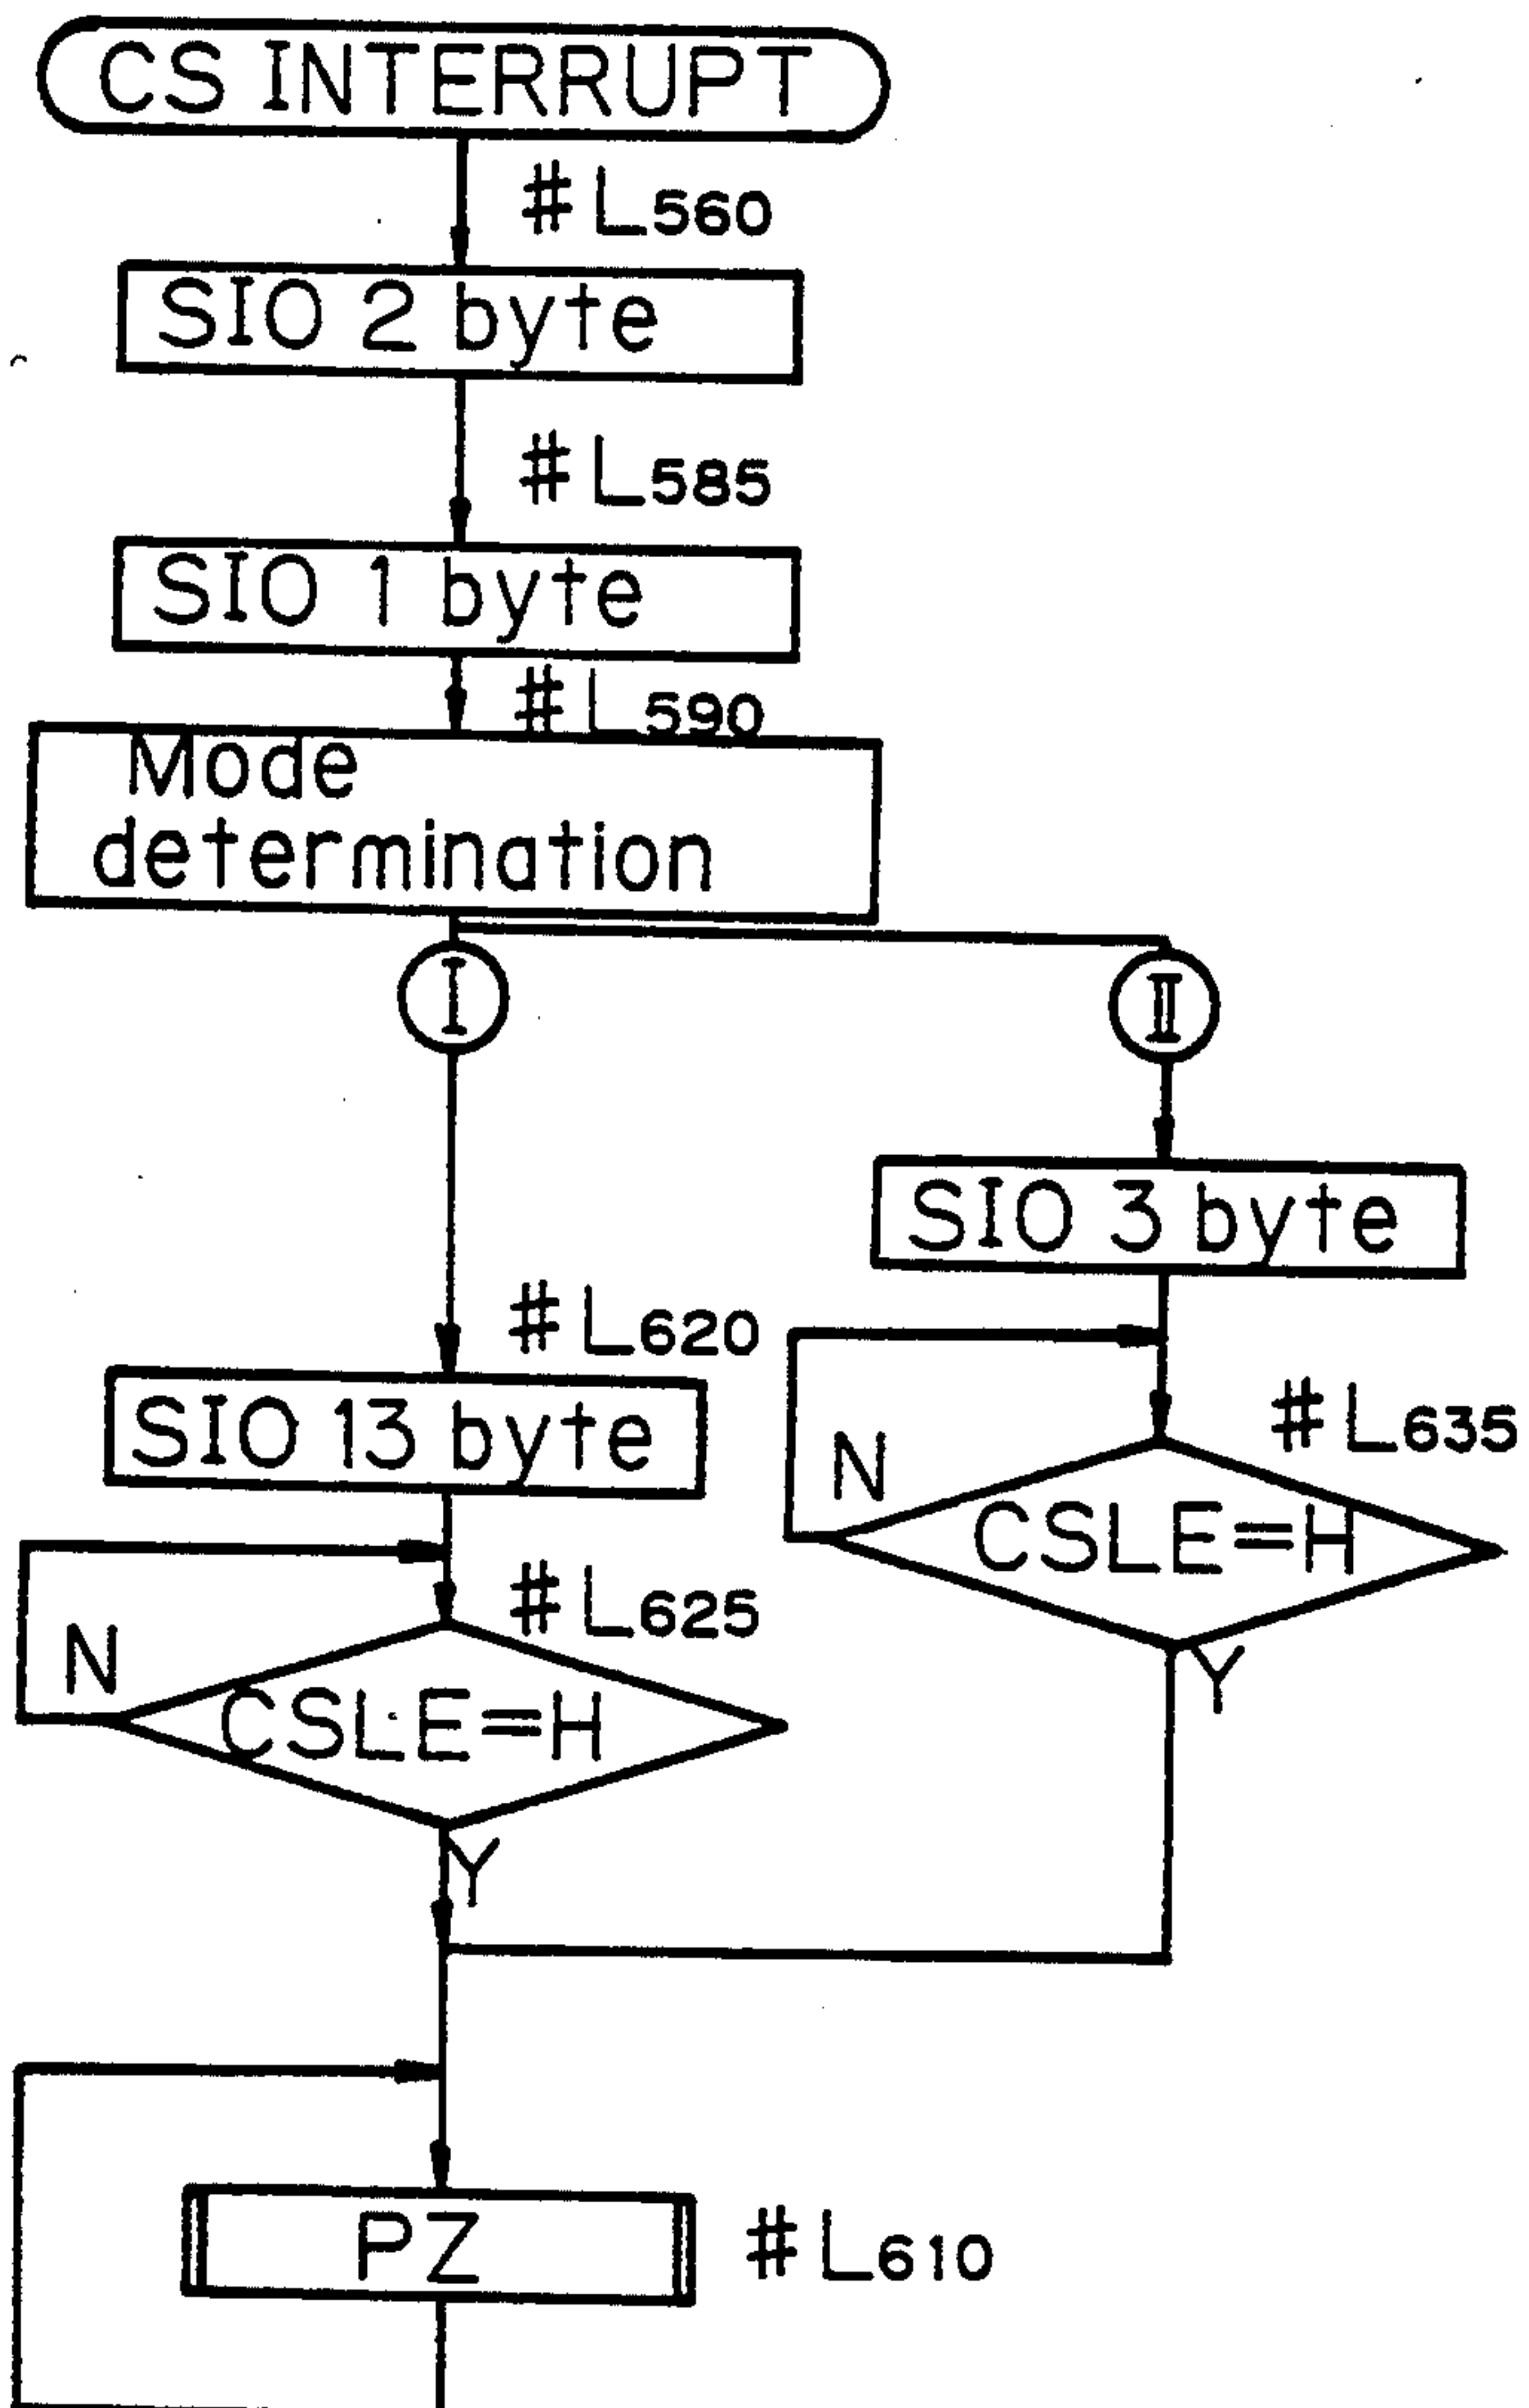 CS INTERRUPT
#L560
SIO 2 byte
#L585
SIO 1 byte
#L590
Mode
determination
I
II
SIO 3 byte
#L620
SIO 13 byte
#L635
N
CSLE=H
#L625
N
CSLE=H
Y
Y
PZ
#L610